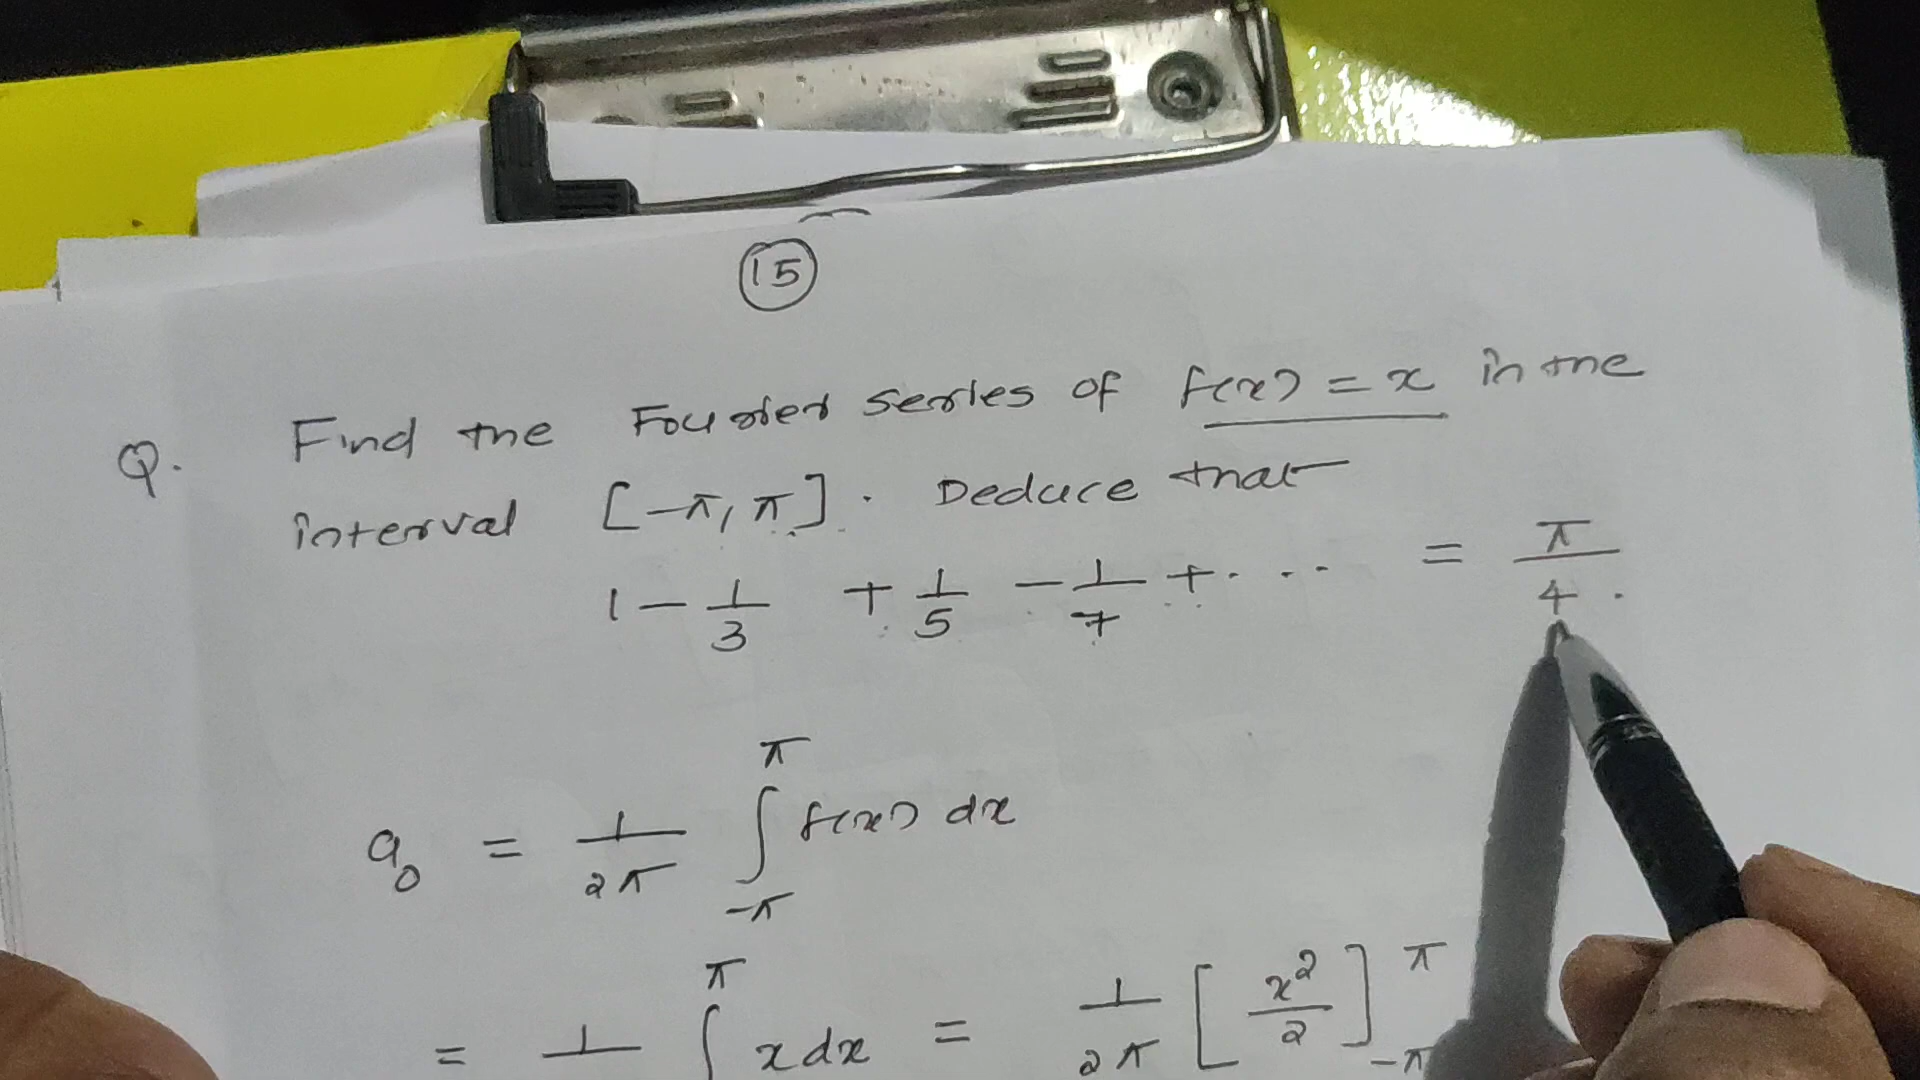 15
Q. Find the Fourier series of f(x) = x in the
interval [-π, π]. Deduce that
1 - 1/3 + 1/5 - 1/7 + ... = π/4.
a₀ = 1/2π ∫_{-π}^{π} f(x) dx
= 1 ∫^{π} x dx = 1/2π [x²/2]_{-π}^{π}